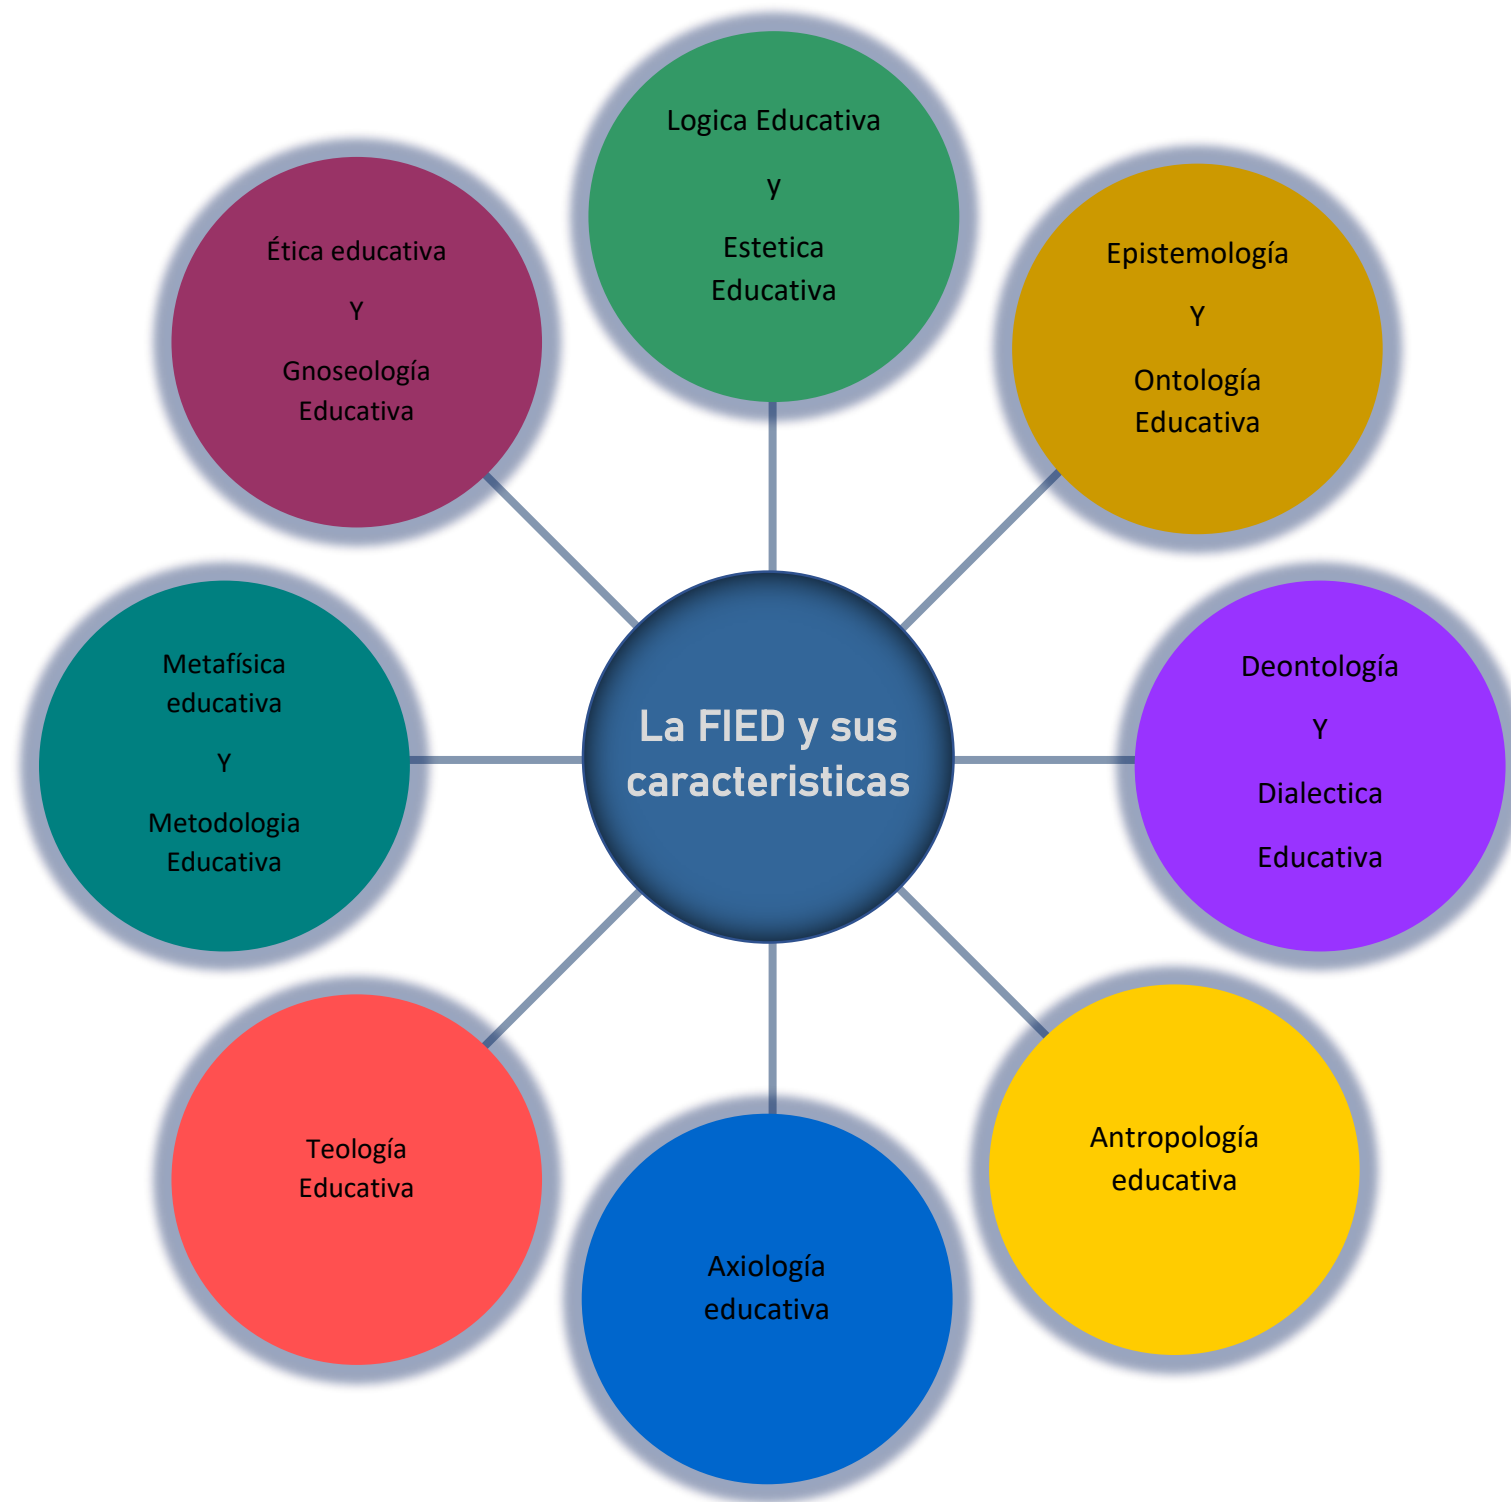 Logica Educativa
y
Estetica
Educativa
Ética educativa
Y
Gnoseología
Educativa
Epistemología
Y
Ontología
Educativa
Metafísica
educativa
Y
Metodologia
Educativa
La FIED y sus
caracteristicas
Deontología
Y
Dialectica
Educativa
Teología
Educativa
Axiología
educativa
Antropología
educativa